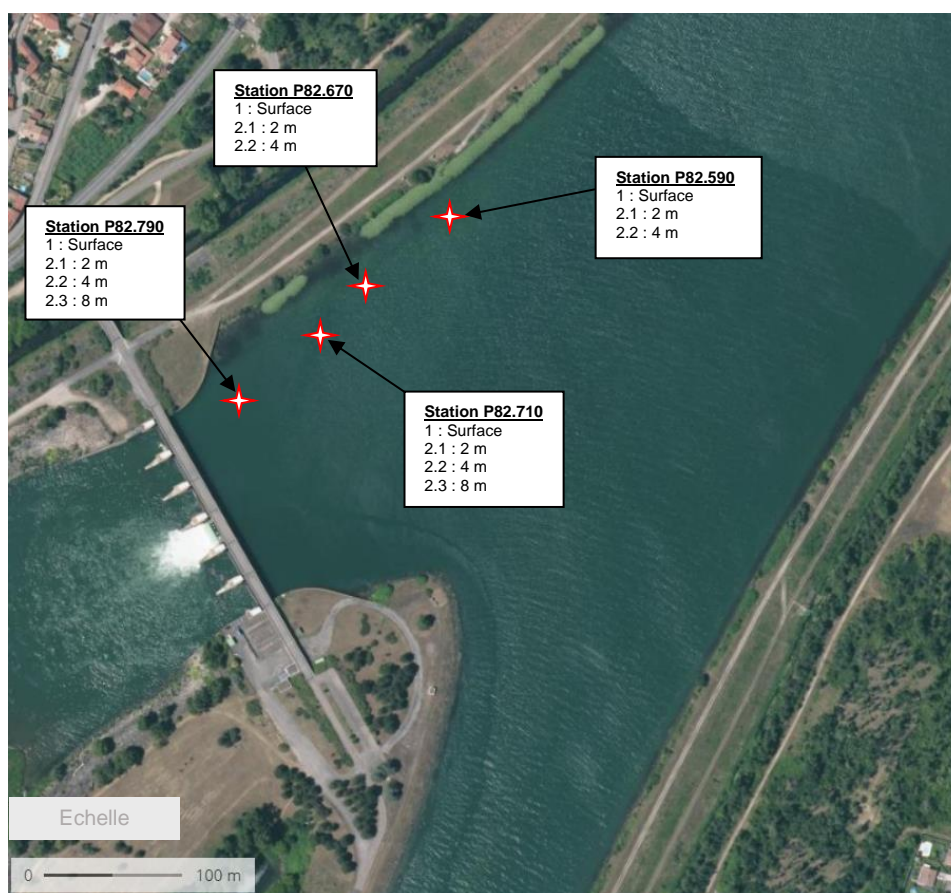 Station P82.670
1 : Surface
2.1 : 2 m
2.2 : 4 m
Station P82.590
1 : Surface
2.1 : 2 m
2.2 : 4 m
Station P82.790
1 : Surface
2.1 : 2 m
2.2 : 4 m
2.3 : 8 m
Station P82.710
1 : Surface
2.1 : 2 m
2.2 : 4 m
2.3 : 8 m
Echelle
0 100 m